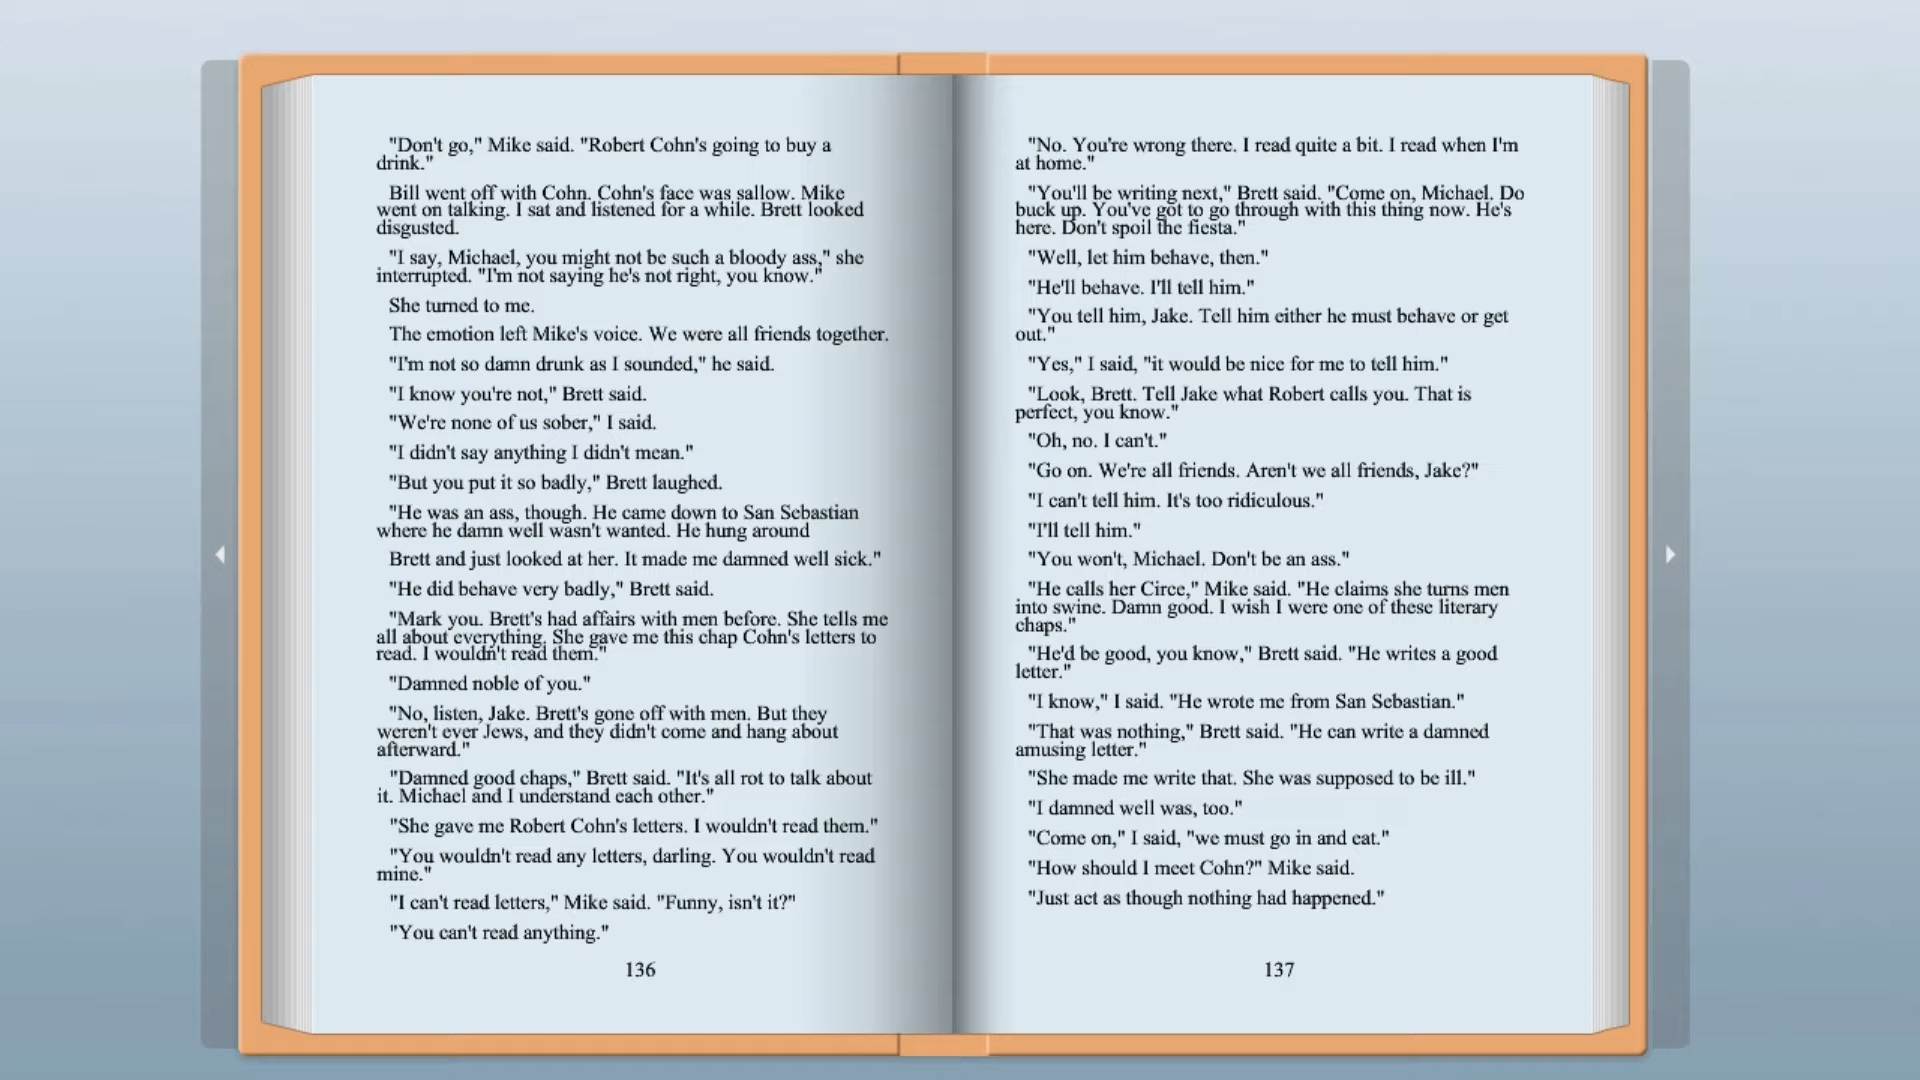 "Don't go," Mike said. "Robert Cohn's going to buy a
drink."
Bill went off with Cohn. Cohn's face was sallow. Mike
went on talking. I sat and listened for a while. Brett looked
disgusted.
"I say, Michael, you might not be such a bloody ass," she
interrupted. "I'm not saying he's not right, you know."
She turned to me.
The emotion left Mike's voice. We were all friends together.
"I'm not so damn drunk as I sounded," he said.
"I know you're not," Brett said.
"We're none of us sober," I said.
"I didn't say anything I didn't mean."
"But you put it so badly," Brett laughed.
"He was an ass, though. He came down to San Sebastian
where he damn well wasn't wanted. He hung around
Brett and just looked at her. It made me damned well sick."
"He did behave very badly," Brett said.
"Mark you. Brett's had affairs with men before. She tells me
all about everything. She gave me this chap Cohn's letters to
read. I wouldn't read them."
"Damned noble of you."
"No, listen, Jake. Brett's gone off with men. But they
weren't ever Jews, and they didn't come and hang about
afterward."
"Damned good chaps," Brett said. "It's all rot to talk about
it. Michael and I understand each other."
"She gave me Robert Cohn's letters. I wouldn't read them."
"You wouldn't read any letters, darling. You wouldn't read
mine."
"I can't read letters," Mike said. "Funny, isn't it?"
"You can't read anything."
136
"No. You're wrong there. I read quite a bit. I read when I'm
at home."
"You'll be writing next," Brett said. "Come on, Michael. Do
buck up. You've got to go through with this thing now. He's
here. Don't spoil the fiesta."
"Well, let him behave, then."
"He'll behave. I'll tell him."
"You tell him, Jake. Tell him either he must behave or get
out."
"Yes," I said, "it would be nice for me to tell him."
"Look, Brett. Tell Jake what Robert calls you. That is
perfect, you know."
"Oh, no. I can't."
"Go on. We're all friends. Aren't we all friends, Jake?"
"I can't tell him. It's too ridiculous."
"I'll tell him."
"You won't, Michael. Don't be an ass."
"He calls her Circe," Mike said. "He claims she turns men
into swine. Damn good. I wish I were one of these literary
chaps."
"He'd be good, you know," Brett said. "He writes a good
letter."
"I know," I said. "He wrote me from San Sebastian."
"That was nothing," Brett said. "He can write a damned
amusing letter."
"She made me write that. She was supposed to be ill."
"I damned well was, too."
"Come on," I said, "we must go in and eat."
"How should I meet Cohn?" Mike said.
"Just act as though nothing had happened."
137